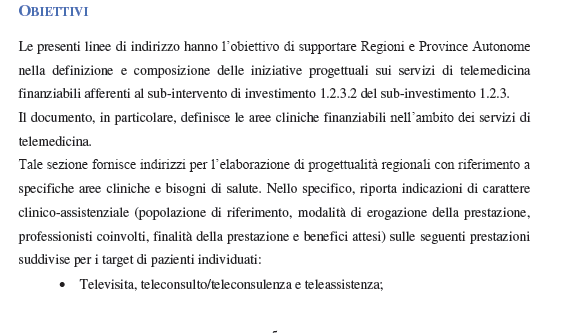 OBIETTIVI
Le presenti linee di indirizzo hanno l'obiettivo di supportare Regioni e Province Autonome
nella definizione e composizione delle iniziative progettuali sui servizi di telemedicina
finanziabili afferenti al sub-intervento di investimento 1.2.3.2 del sub-investimento 1.2.3.
Il documento, in particolare, definisce le aree cliniche finanziabili nell'ambito dei servizi di
telemedicina.
Tale sezione fornisce indirizzi per l'elaborazione di progettualità regionali con riferimento a
specifiche aree cliniche e bisogni di salute. Nello specifico, riporta indicazioni di carattere
clinico-assistenziale (popolazione di riferimento, modalità di erogazione della prestazione,
professionisti coinvolti, finalità della prestazione e benefici attesi) sulle seguenti prestazioni
suddivise per i target di pazienti individuati:
• Televisita, teleconsulto/teleconsulenza e teleassistenza;